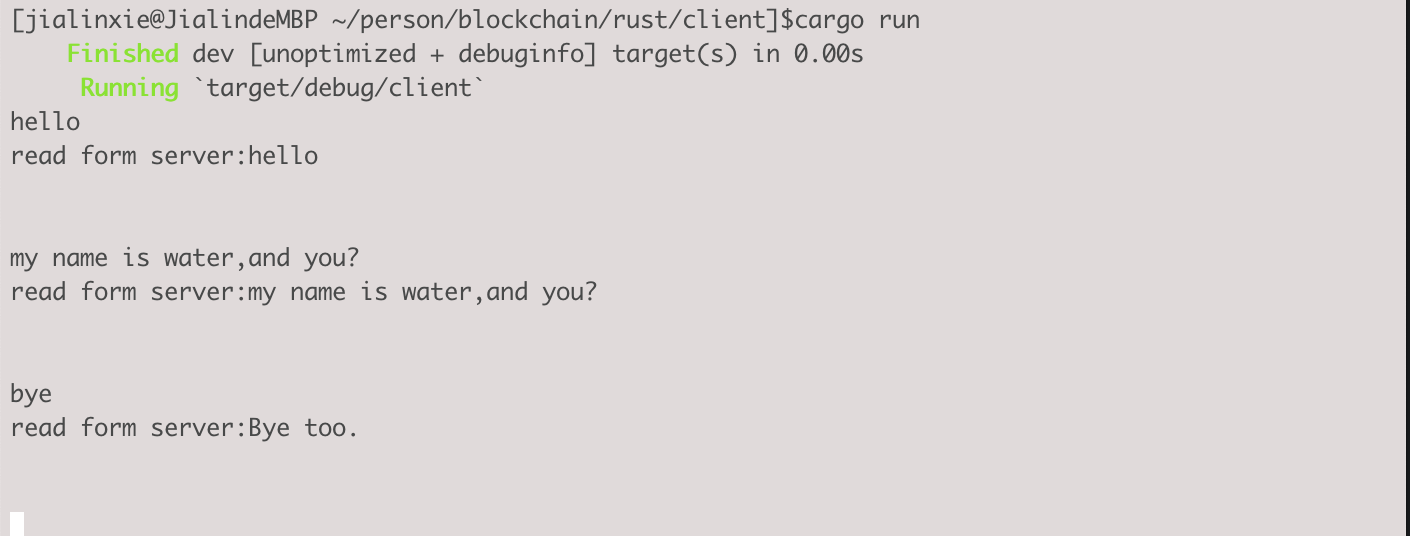 [jialinxie@JialindeMBP ~/person/blockchain/rust/client]$cargo run
    Finished dev [unoptimized + debuginfo] target(s) in 0.00s
     Running `target/debug/client`
hello
read form server:hello
my name is water,and you?
read form server:my name is water,and you?
bye
read form server:Bye too.